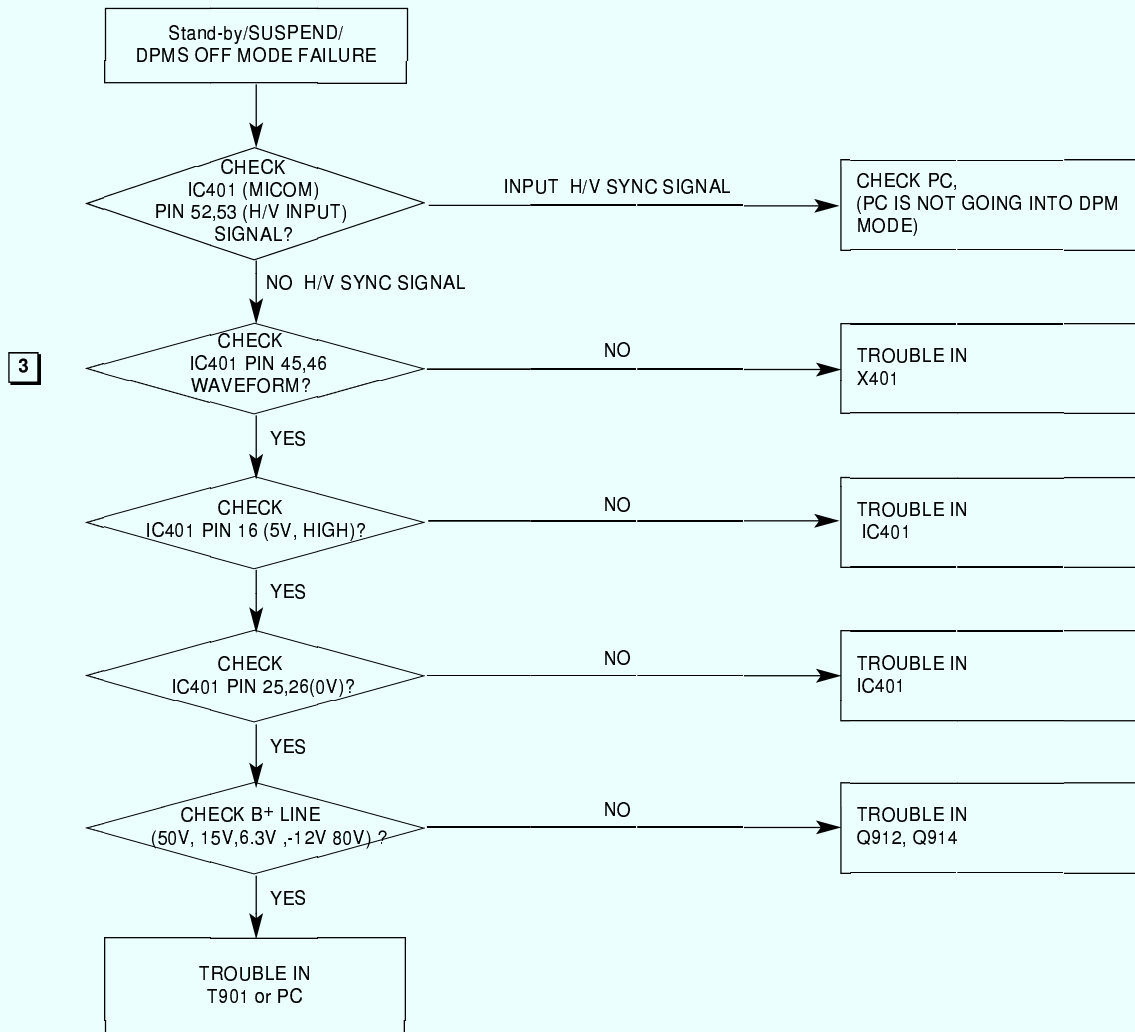 Stand-by/SUSPEND/
DPMS OFF MODE FAILURE
CHECK
IC401 (MICOM)
PIN 52,53 (H/V INPUT)
SIGNAL?
INPUT H/V SYNC SIGNAL
CHECK PC,
(PC IS NOT GOING INTO DPM
MODE)
NO H/V SYNC SIGNAL
3
CHECK
IC401 PIN 45,46
WAVEFORM?
NO
TROUBLE IN
X401
YES
CHECK
IC401 PIN 16 (5V, HIGH)?
NO
TROUBLE IN
IC401
YES
CHECK
IC401 PIN 25,26(0V)?
NO
TROUBLE IN
IC401
YES
CHECK B+ LINE
(50V, 15V,6.3V ,-12V 80V) ?
NO
TROUBLE IN
Q912, Q914
YES
TROUBLE IN
T901 or PC